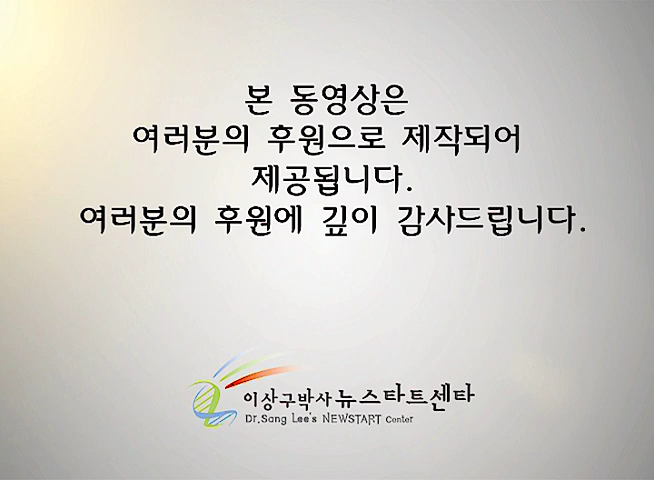 본 동영상은
여러분의 후원으로 제작되어
제공됩니다.
여러분의 후원에 깊이 감사드립니다.
이상구박사 뉴스타트센타
Dr.Sang Lee's NEWSTART Center